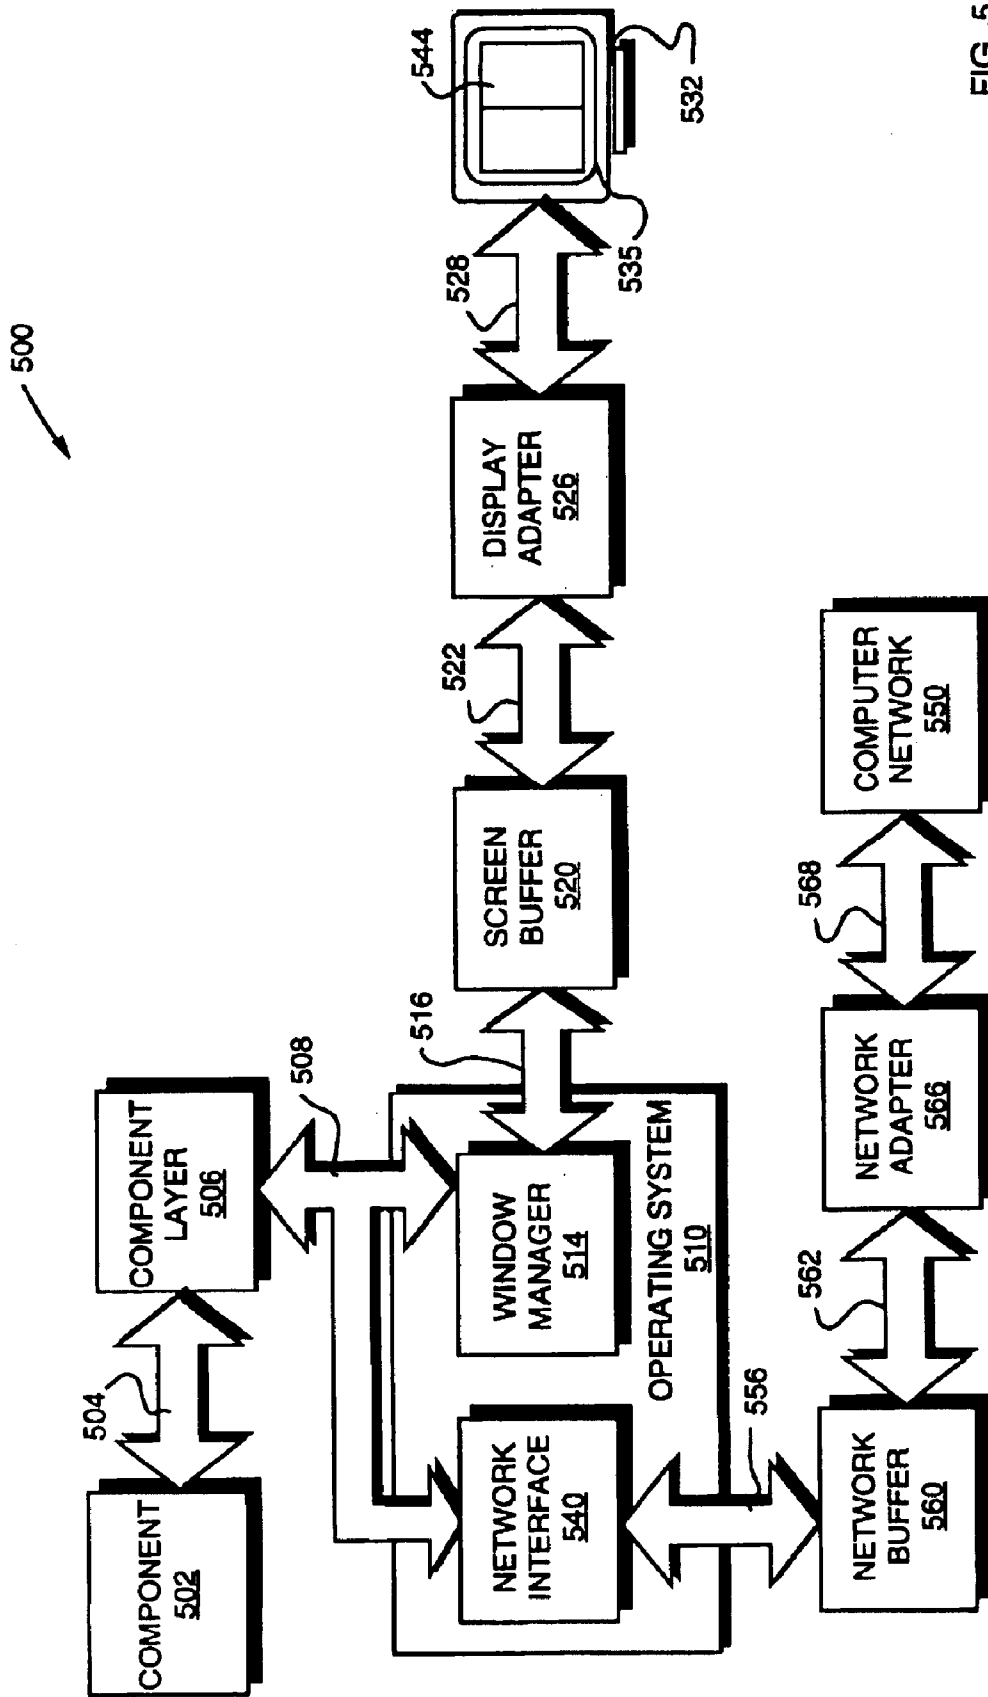 500
COMPONENT
502
504
COMPONENT
LAYER
506
508
NETWORK
INTERFACE
540
WINDOW
MANAGER
514
OPERATING SYSTEM
510
516
SCREEN
BUFFER
520
522
DISPLAY
ADAPTER
526
528
535
532
544
556
NETWORK
BUFFER
560
562
NETWORK
ADAPTER
566
568
COMPUTER
NETWORK
550
FIG. 5